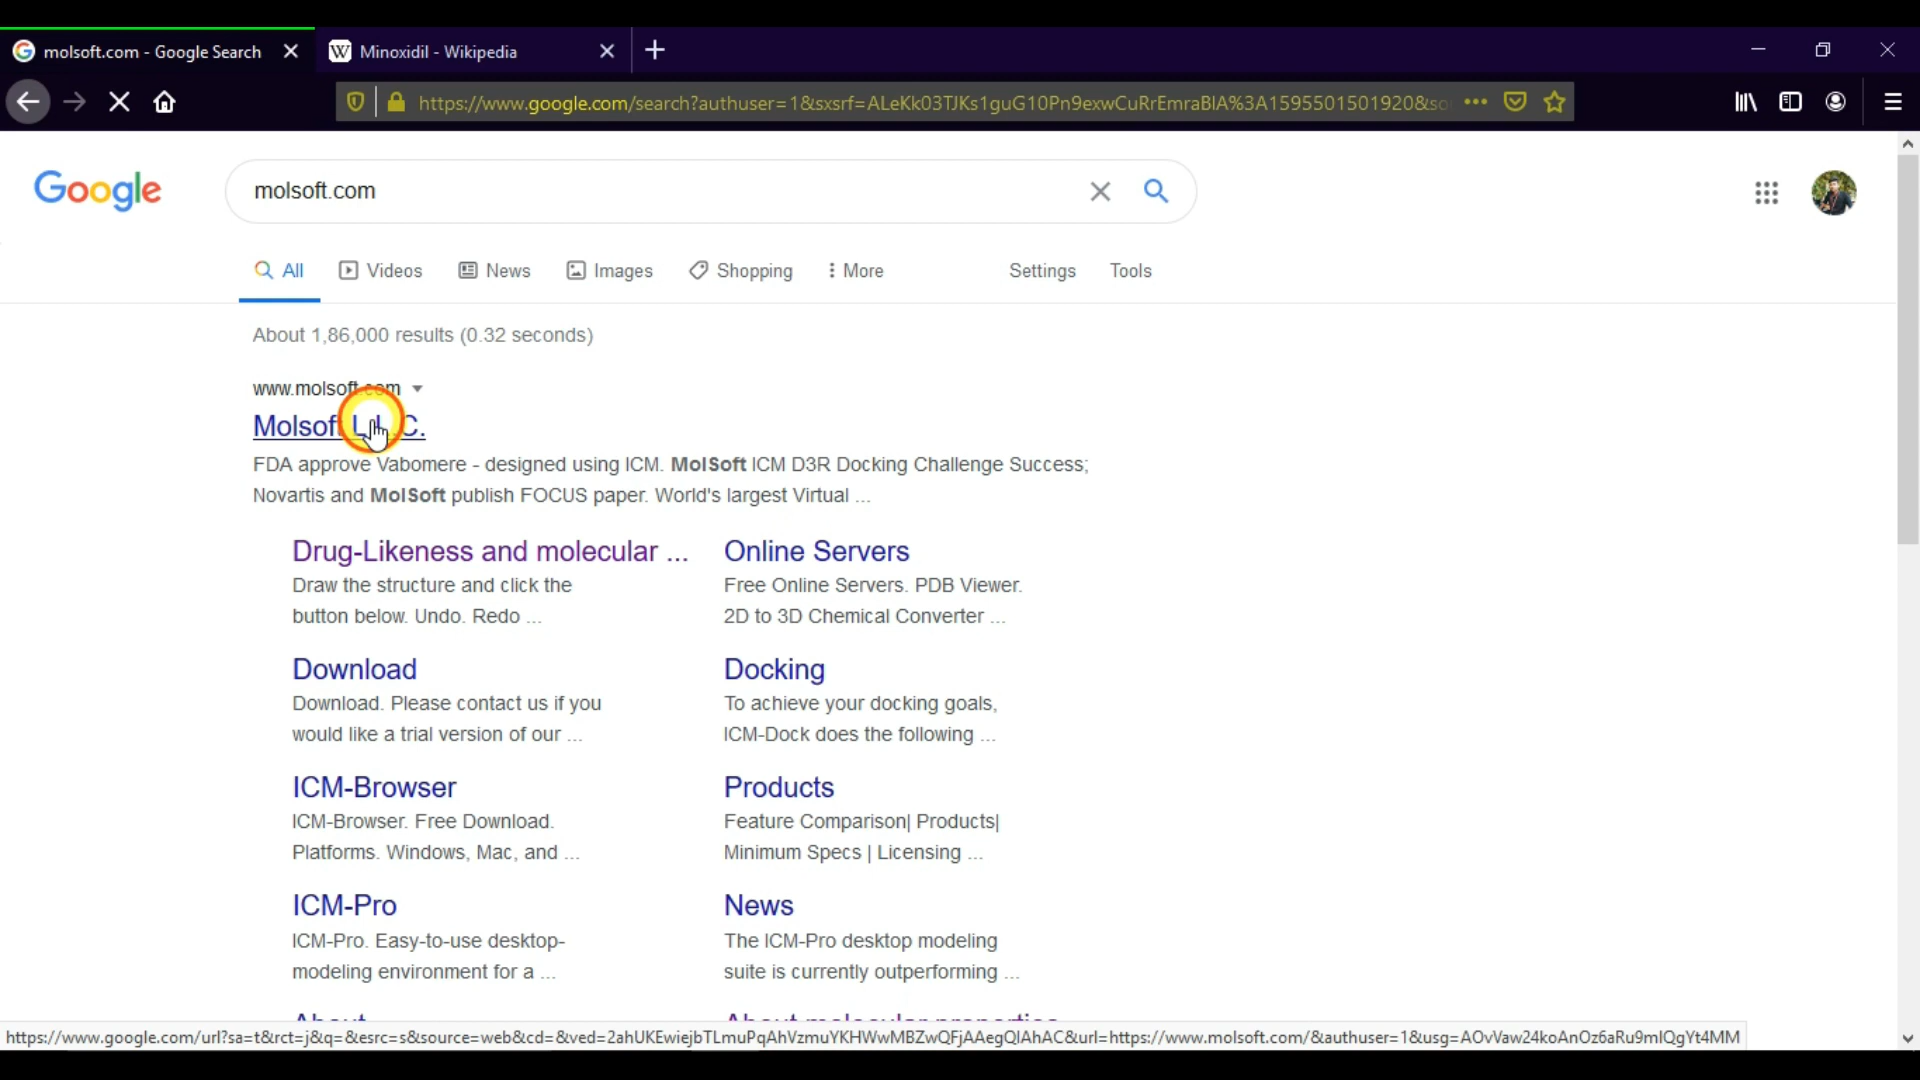 molsoft.com - Google Search
Minoxidil - Wikipedia
https://www.google.com/search?authuser=1&sxsrf=ALeKk03TJKs1guG10Pn9exwCuRrEmraBIA%3A1595501501920&so
Google
molsoft.com
All
Videos
News
Images
Shopping
More
Settings
Tools
About 1,86,000 results (0.32 seconds)
www.molsoft.com
Molsoft L.L.C.
FDA approve Vabomere - designed using ICM. MolSoft ICM D3R Docking Challenge Success;
Novartis and MolSoft publish FOCUS paper. World's largest Virtual ...
Drug-Likeness and molecular ...
Draw the structure and click the
button below. Undo. Redo ...
Online Servers
Free Online Servers. PDB Viewer.
2D to 3D Chemical Converter ...
Download
Download. Please contact us if you
would like a trial version of our ...
Docking
To achieve your docking goals,
ICM-Dock does the following ...
ICM-Browser
ICM-Browser. Free Download.
Platforms. Windows, Mac, and ...
Products
Feature Comparison| Products|
Minimum Specs | Licensing ...
ICM-Pro
ICM-Pro. Easy-to-use desktop-
modeling environment for a ...
News
The ICM-Pro desktop modeling
suite is currently outperforming ...
About
About molecular properties
https://www.google.com/url?sa=t&rct=j&q=&esrc=s&source=web&cd=&ved=2ahUKEwiejbTLmuPqAhVzmuYKHWwMBZwQFjAAegQIAhAC&url=https://www.molsoft.com/&authuser=1&usg=AOvVaw24koAnOz6aRu9mIQgYt4MM